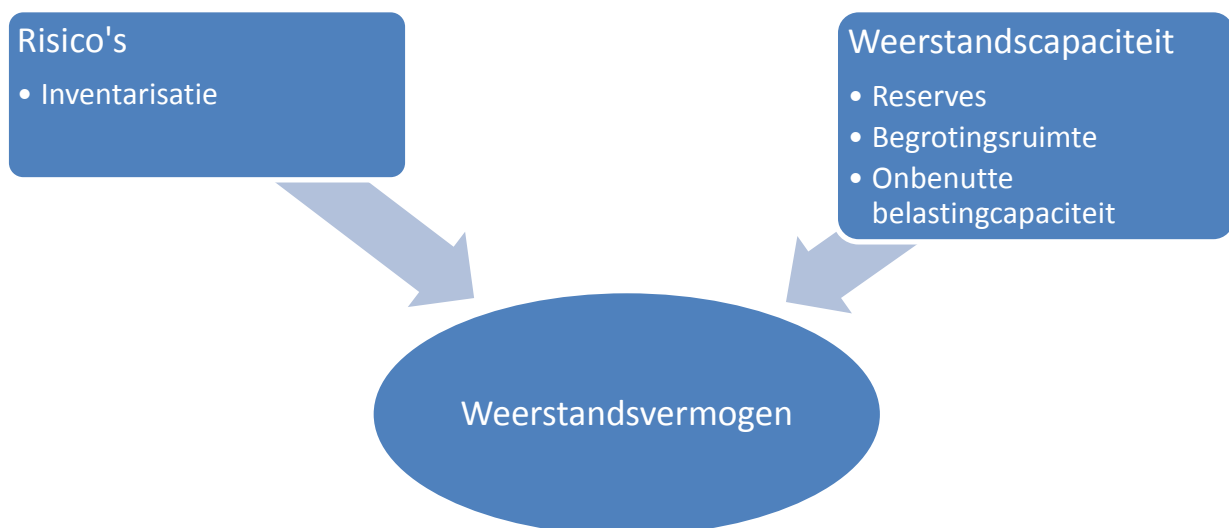 Risico's
• Inventarisatie
Weerstandscapaciteit
• Reserves
• Begrotingsruimte
• Onbenutte
belastingcapaciteit
Weerstandsvermogen